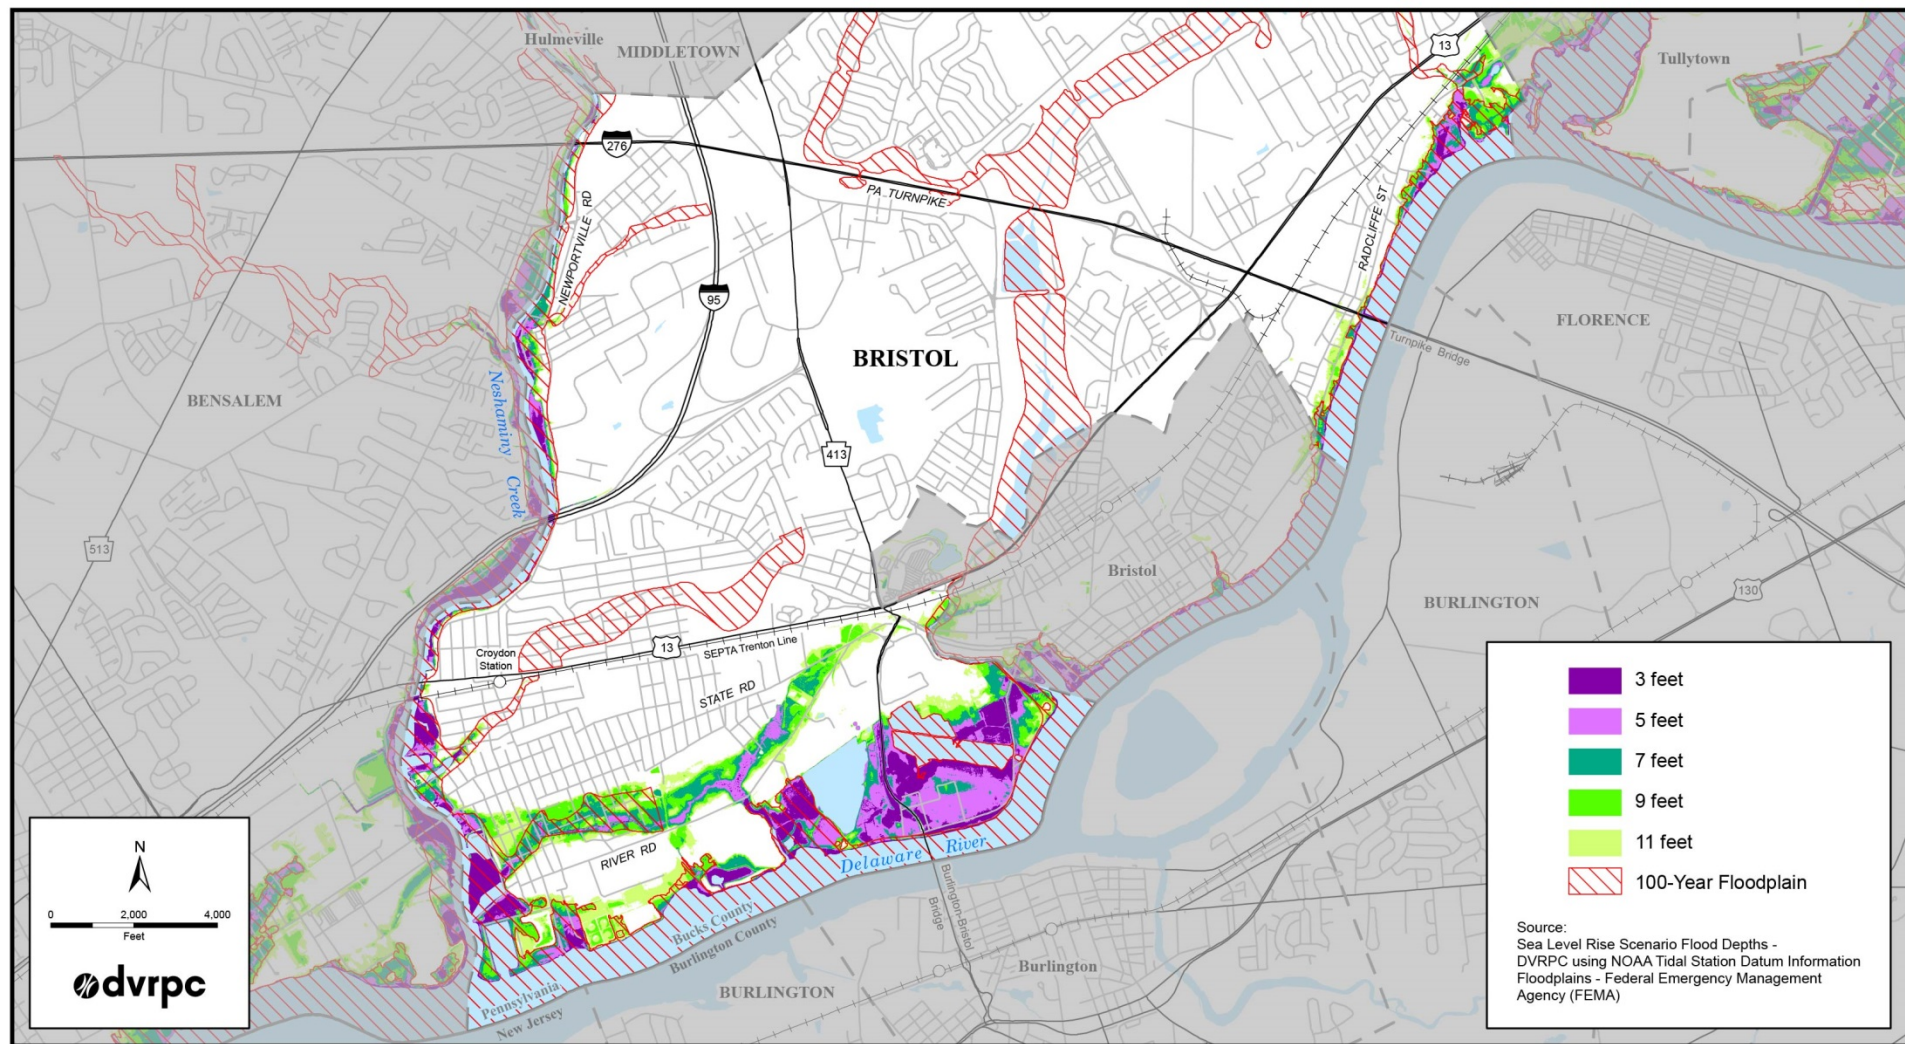 Hulmeville
MIDDLETOWN
13
Tullytown
276
NEWPORTVILLE RD
PA TURNPIKE
RADCLIFFE ST
95
FLORENCE
Turnpike Bridge
BRISTOL
BENSALEM
Neshaminy Creek
413
513
Bristol
130
BURLINGTON
Croydon
Station
13
SEPTA Trenton Line
STATE RD
RIVER RD
Delaware River
Bucks County
Burlington County
Burlington-Bristol
Bridge
Burlington
BURLINGTON
Pennsylvania
New Jersey
N
0 2,000 4,000
Feet
dvrpc
3 feet
5 feet
7 feet
9 feet
11 feet
100-Year Floodplain
Source:
Sea Level Rise Scenario Flood Depths -
DVRPC using NOAA Tidal Station Datum Information
Floodplains - Federal Emergency Management
Agency (FEMA)